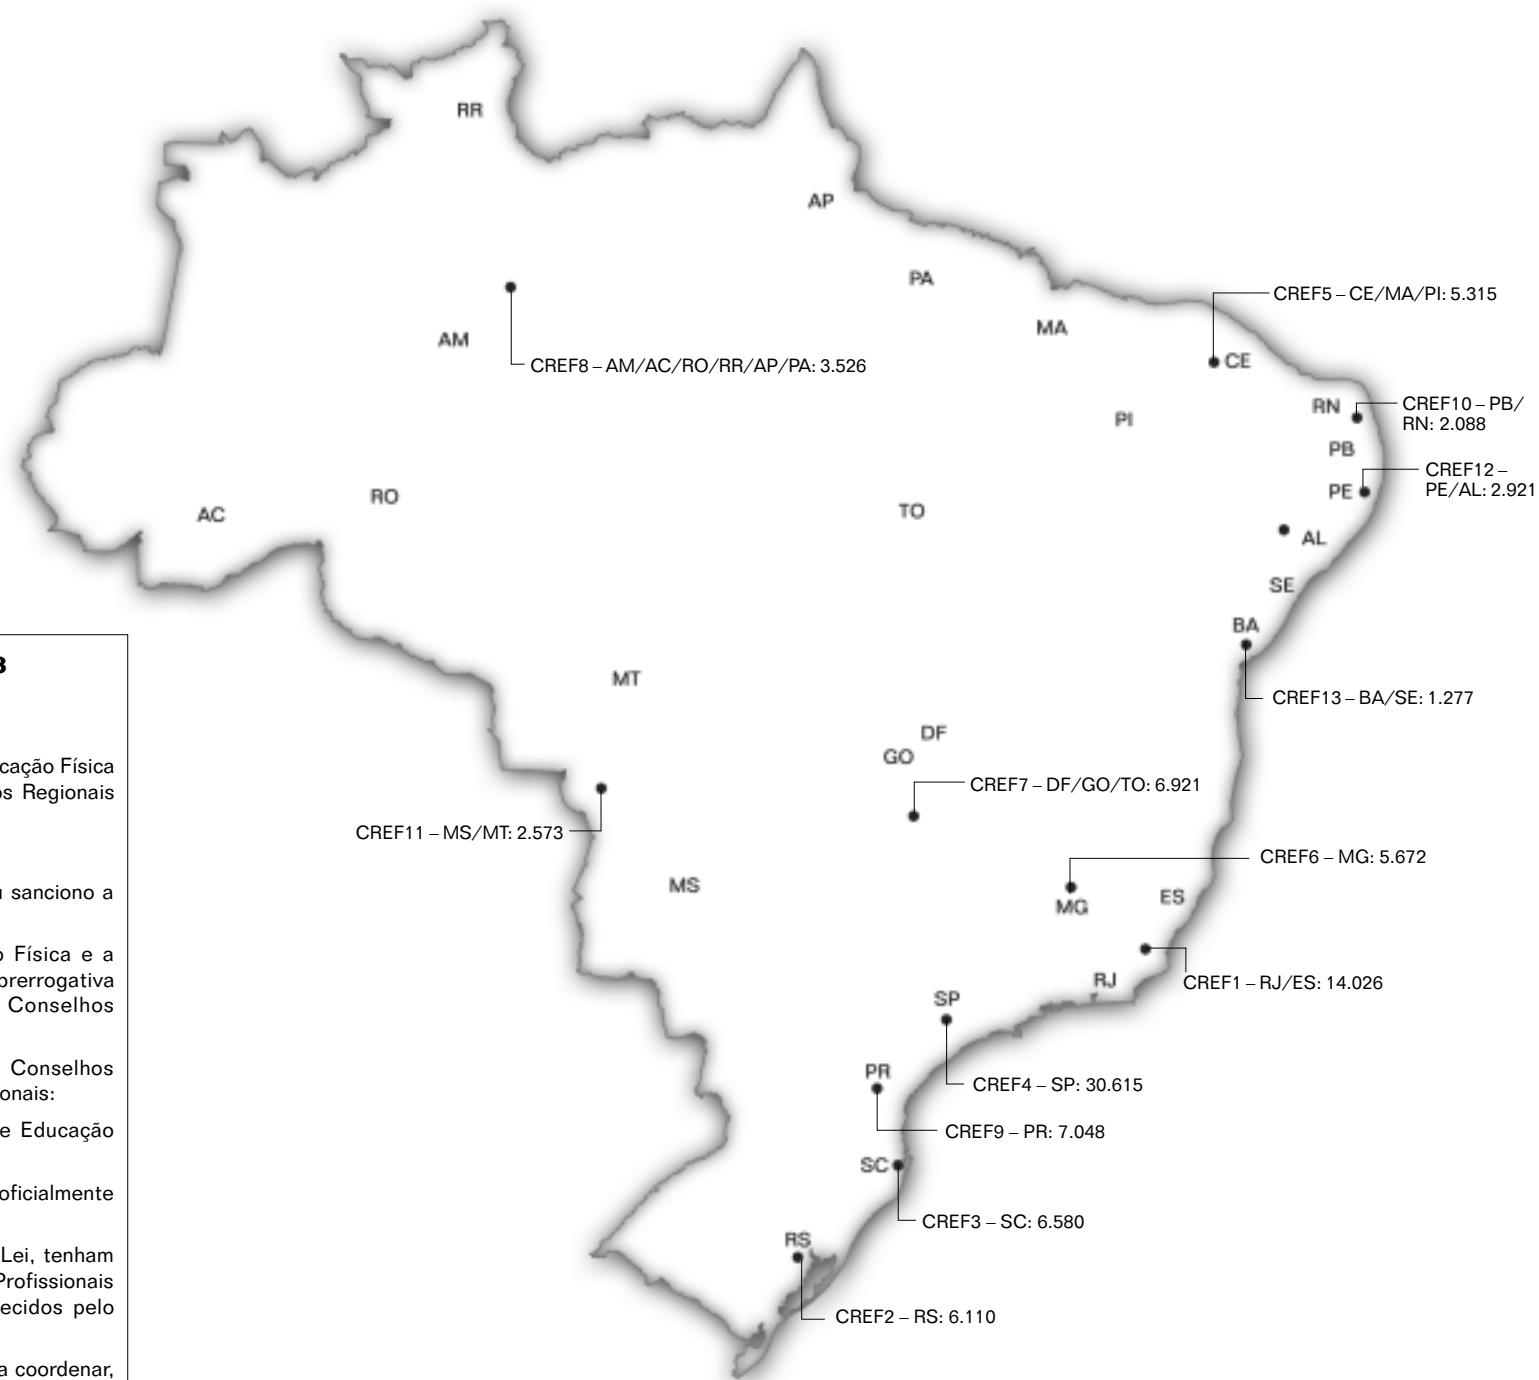 RR
AP
PA
CREF5 – CE/MA/PI: 5.315
MA
AM
CREF8 – AM/AC/RO/RR/AP/PA: 3.526
CE
RN
CREF10 – PB/
RN: 2.088
PI
PB
CREF12 –
PE/AL: 2.921
PE
RO
AC
TO
AL
SE
BA
MT
CREF13 – BA/SE: 1.277
DF
GO
CREF7 – DF/GO/TO: 6.921
CREF11 – MS/MT: 2.573
CREF6 – MG: 5.672
MS
MG
ES
RJ
CREF1 – RJ/ES: 14.026
SP
PR
CREF4 – SP: 30.615
CREF9 – PR: 7.048
SC
CREF3 – SC: 6.580
RS
CREF2 – RS: 6.110
Física
Regionais
sanciono a
Física e a
prerrogativa
Conselhos
Conselhos
e Educação
oficialmente
Lei, tenham
Profissionais
pelo
a coordenar,